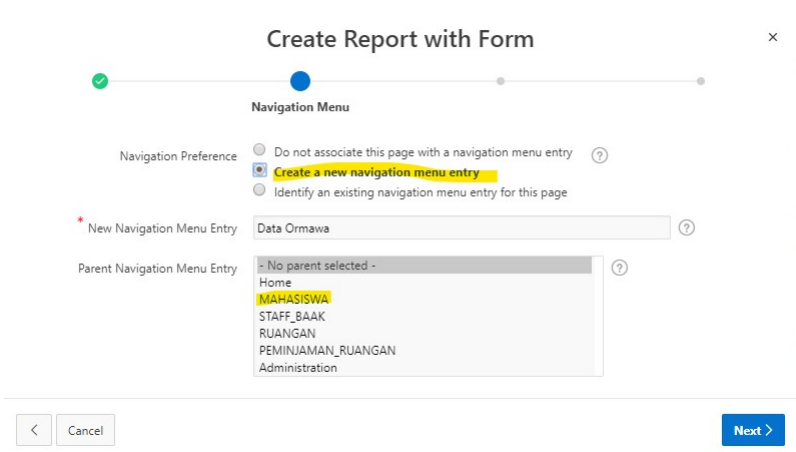 Create Report with Form
Navigation Menu
Navigation Preference
Do not associate this page with a navigation menu entry
Create a new navigation menu entry
Identify an existing navigation menu entry for this page
* New Navigation Menu Entry
Data Ormawa
Parent Navigation Menu Entry
- No parent selected -
Home
MAHASISWA
STAFF_BAAK
RUANGAN
PEMINJAMAN_RUANGAN
Administration
Cancel
Next